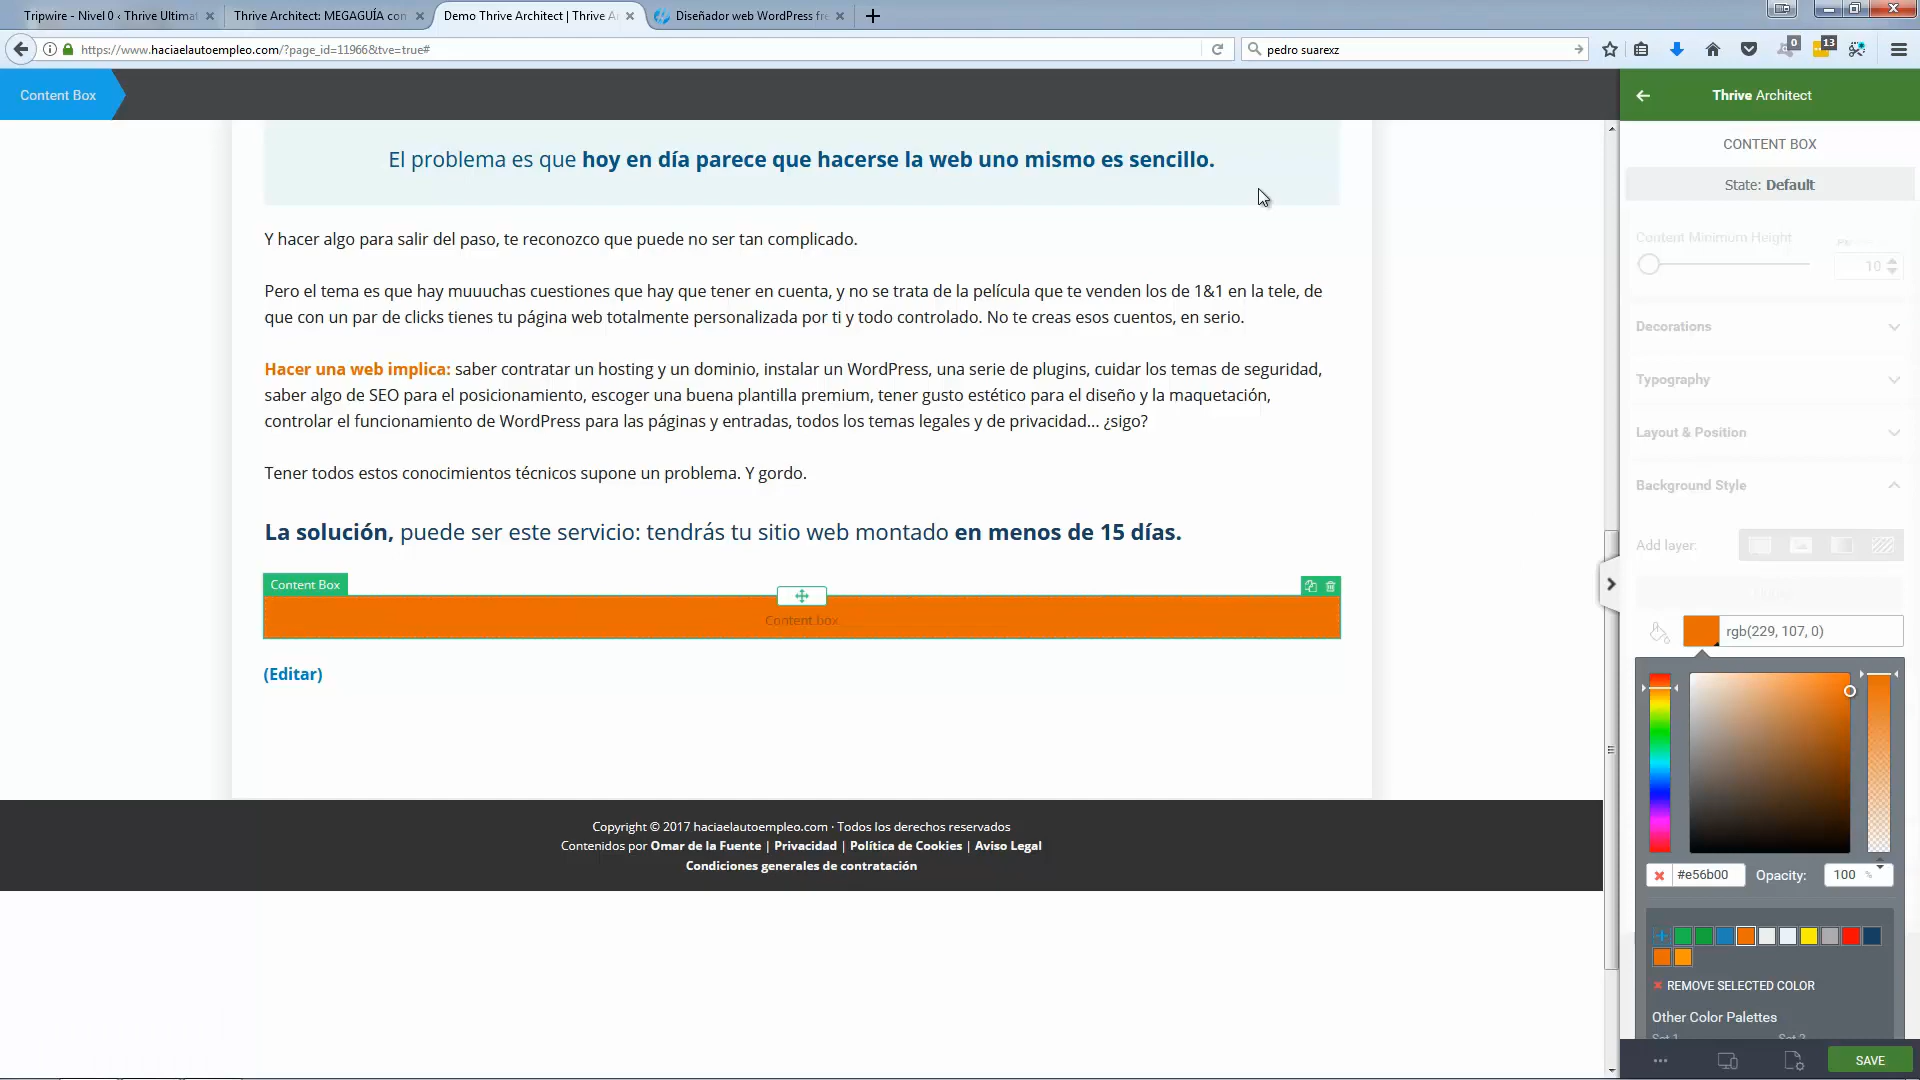 Tripwire - Nivel 0 ‹ Thrive Ultima
Thrive Architect: MEGAGUÍA con
Demo Thrive Architect | Thrive A
Diseñador web WordPress fre
https://www.haciaelautoempleo.com/?page_id=11966&tve=true#
pedro suarexz
0
13
Content Box
Thrive Architect
CONTENT BOX
State: Default
El problema es que hoy en día parece que hacerse la web uno mismo es sencillo.
Y hacer algo para salir del paso, te reconozco que puede no ser tan complicado.
Pero el tema es que hay muuuchas cuestiones que hay que tener en cuenta, y no se trata de la película que te venden los de 1&1 en la tele, de
que con un par de clicks tienes tu página web totalmente personalizada por ti y todo controlado. No te creas esos cuentos, en serio.
Hacer una web implica: saber contratar un hosting y un dominio, instalar un WordPress, una serie de plugins, cuidar los temas de seguridad,
saber algo de SEO para el posicionamiento, escoger una buena plantilla premium, tener gusto estético para el diseño y la maquetación,
controlar el funcionamiento de WordPress para las páginas y entradas, todos los temas legales y de privacidad... ¿sigo?
Tener todos estos conocimientos técnicos supone un problema. Y gordo.
La solución, puede ser este servicio: tendrás tu sitio web montado en menos de 15 días.
Content Box
Content box
(Editar)
Copyright © 2017 haciaelautoempleo.com · Todos los derechos reservados
Contenidos por Omar de la Fuente | Privacidad | Política de Cookies | Aviso Legal
Condiciones generales de contratación
Content Minimum Height
10
Decorations
Typography
Layout & Position
Background Style
Add layer:
rgb(229, 107, 0)
#e56b00
Opacity:
100 %
REMOVE SELECTED COLOR
Other Color Palettes
Set 1
Set 2
SAVE